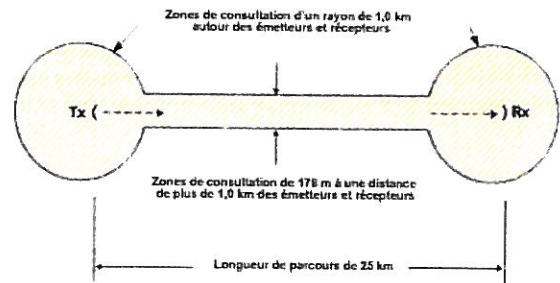 Zones de consultation d'un rayon de 1,0 km
autour des émetteurs et récepteurs
Tx (
) Rx
Zones de consultation de 178 m à une distance
de plus de 1,0 km des émetteurs et récepteurs
Longueur de parcours de 25 km